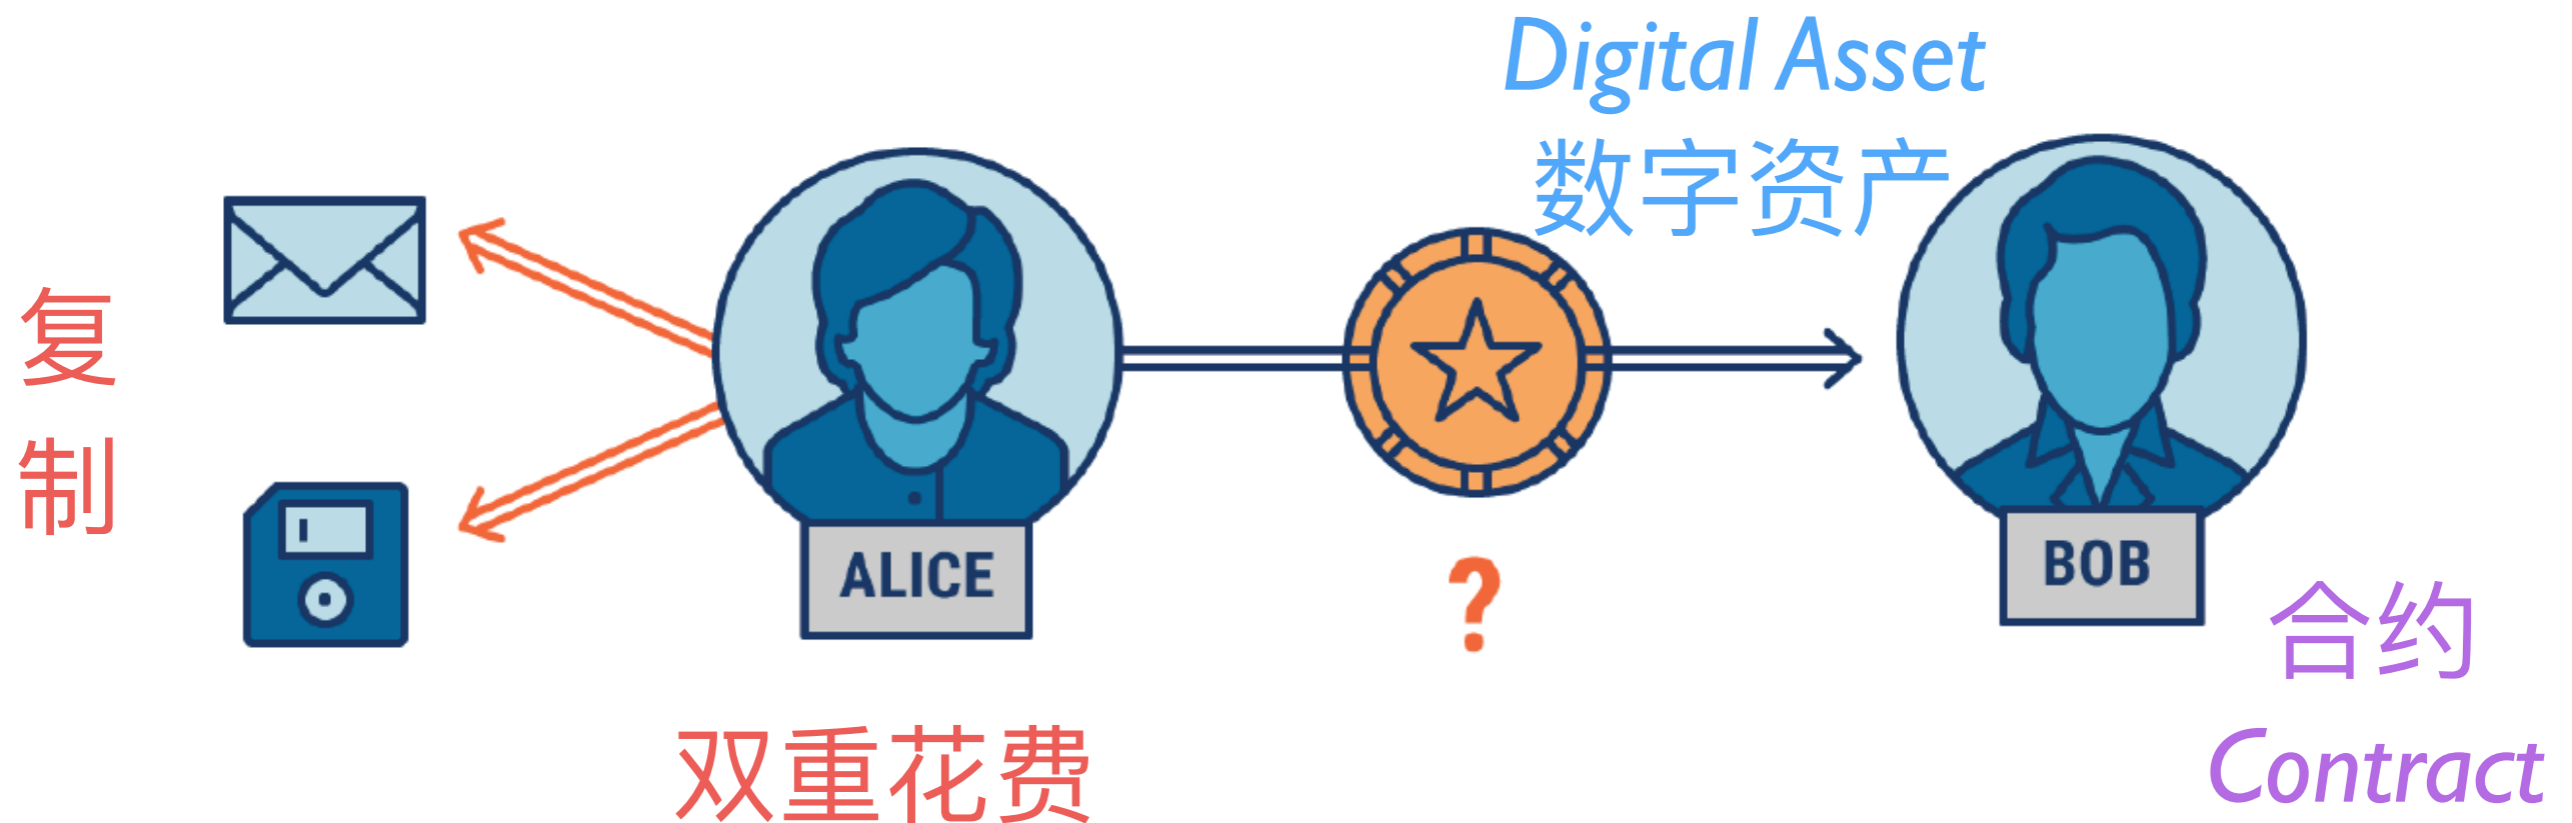 Digital Asset
数字资产
复
制
ALICE
?
BOB
合约
Contract
双重花费